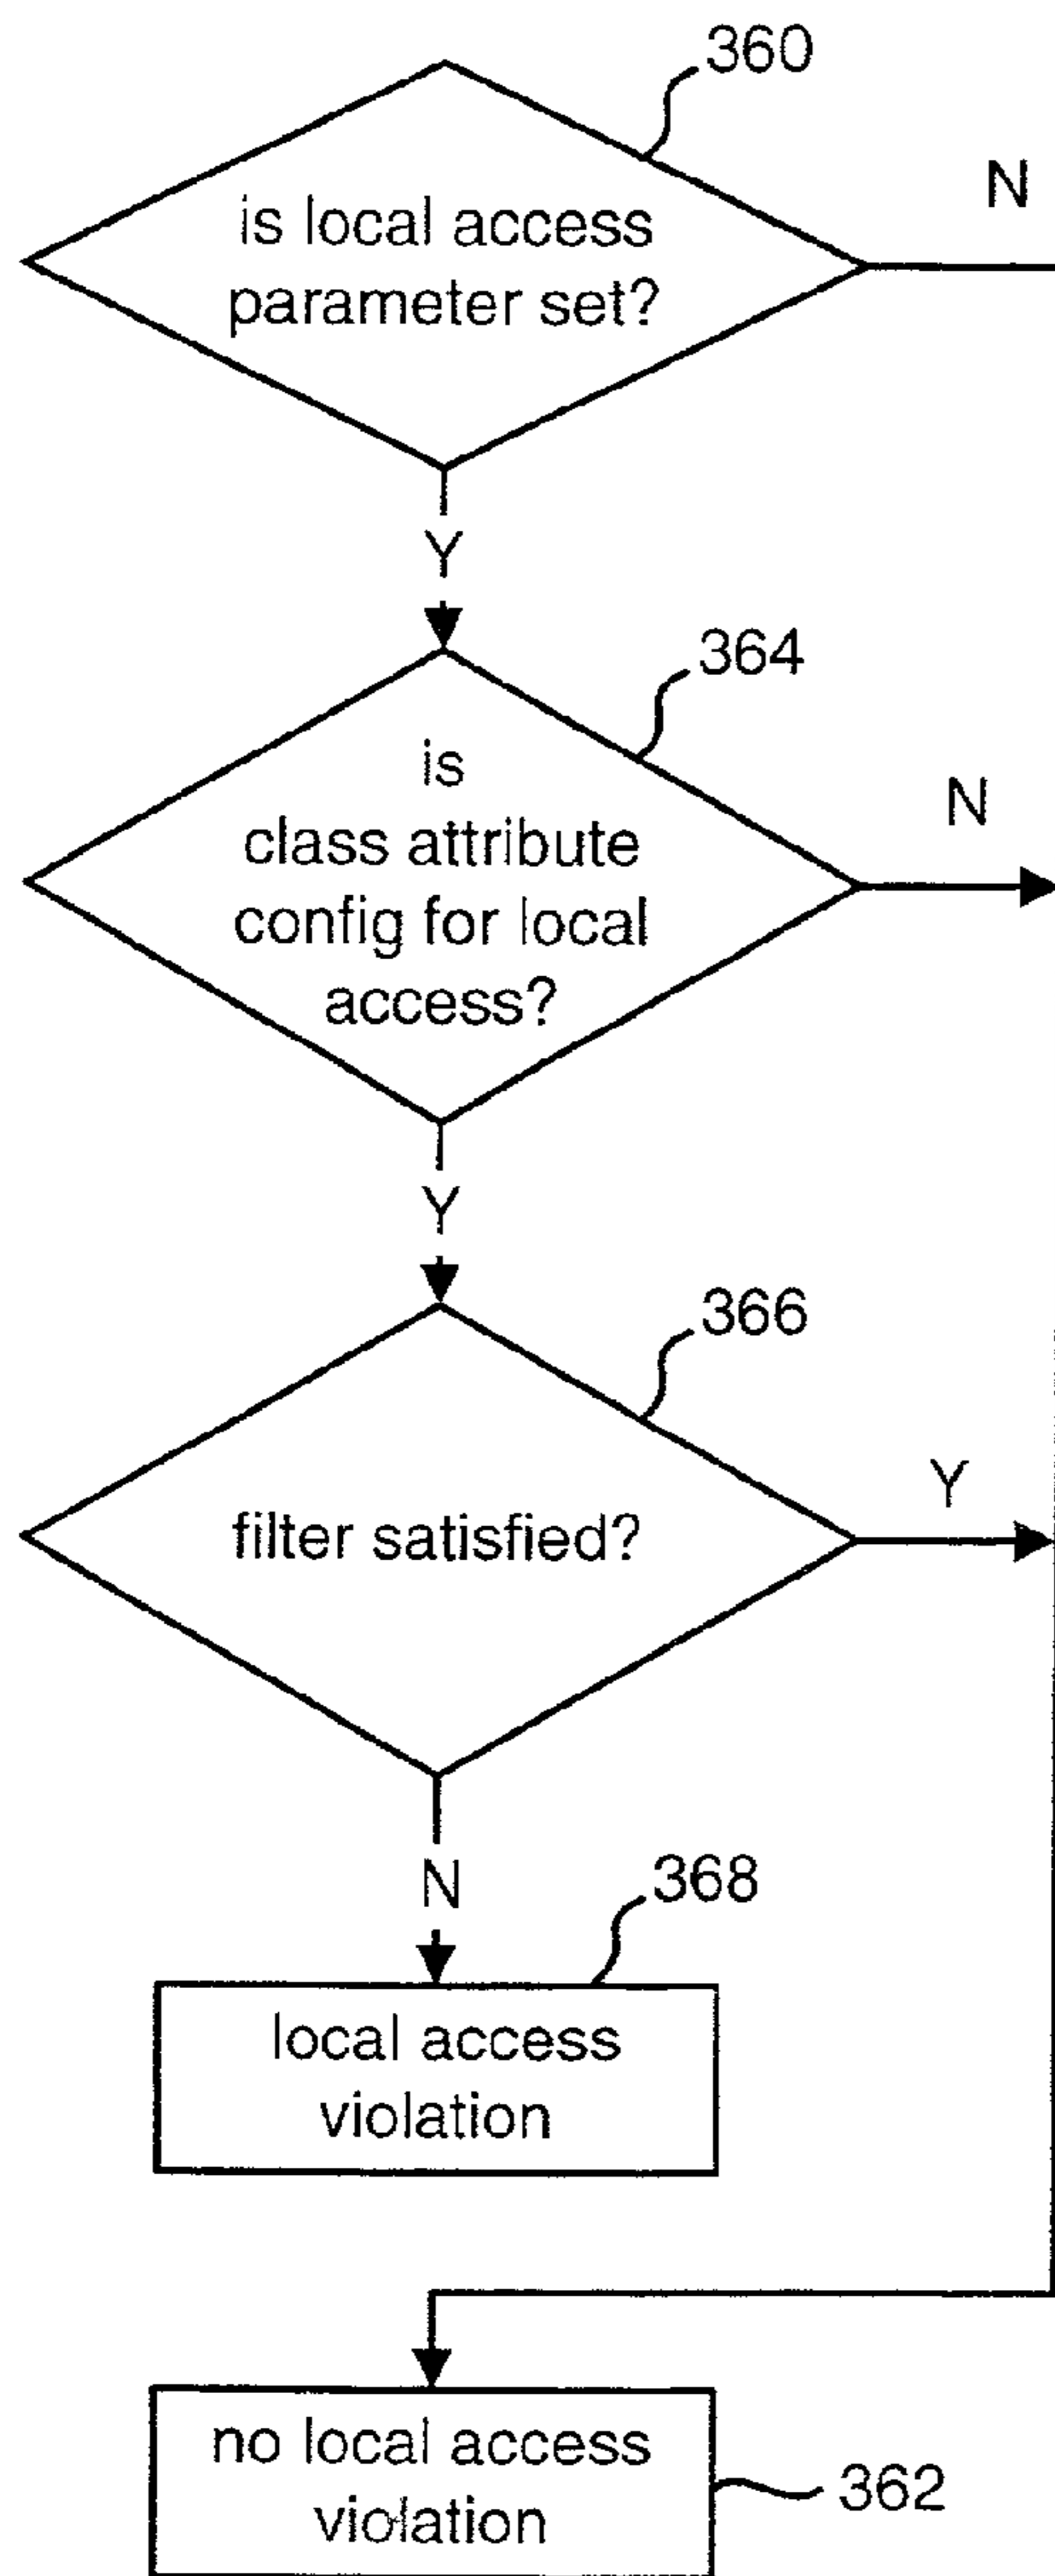 360
is local access
parameter set?
N
Y
364
is
class attribute
config for local
access?
N
Y
366
filter satisfied?
Y
N
368
local access
violation
no local access
violation
362